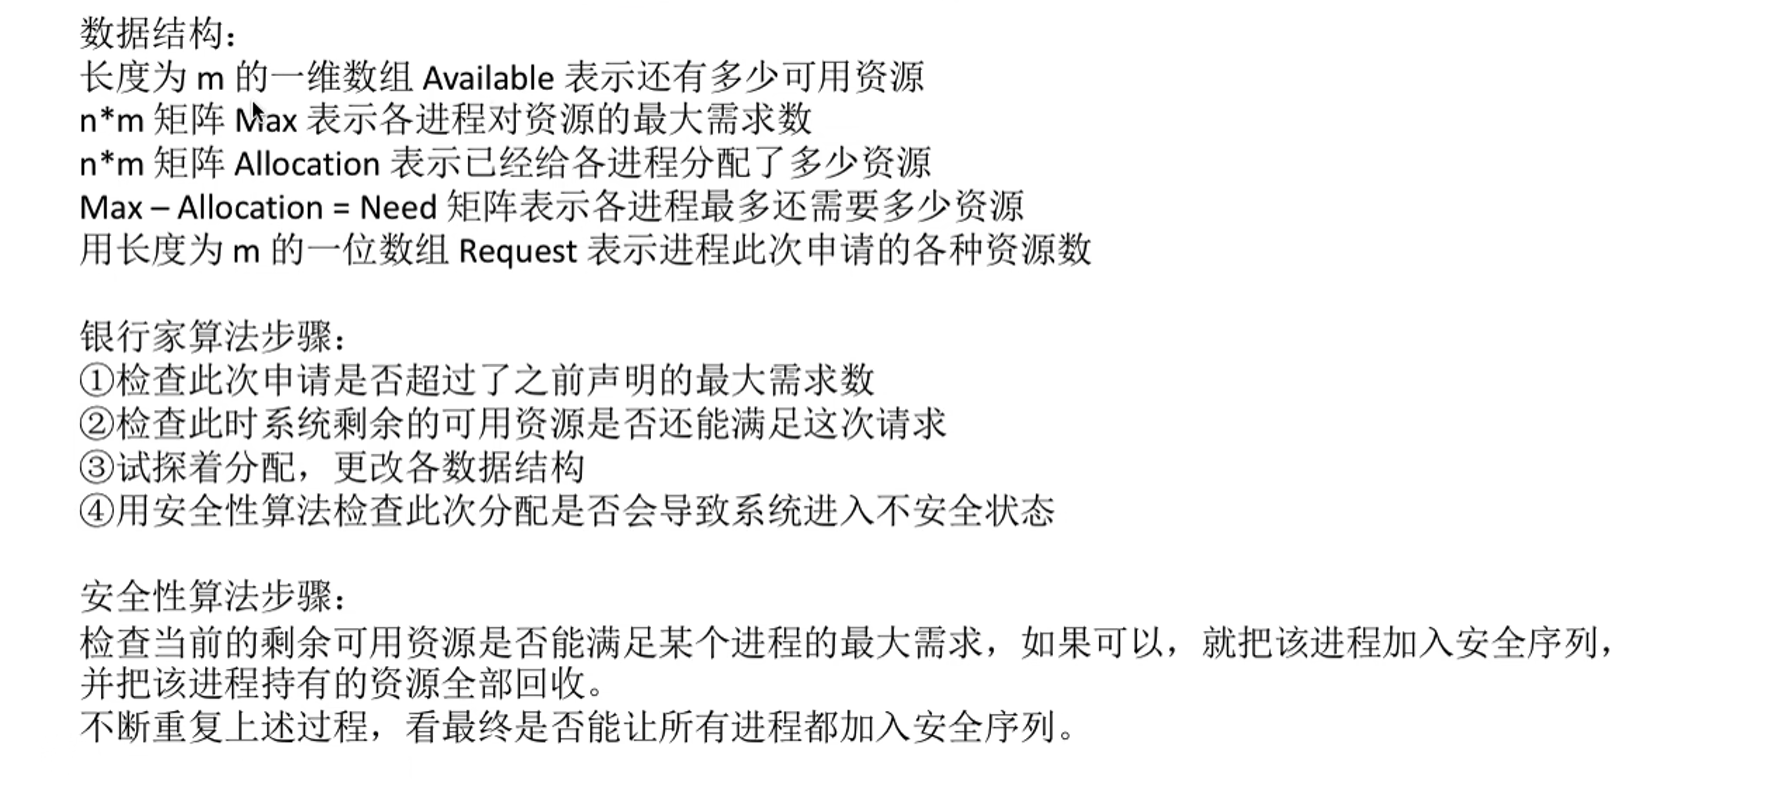 数据结构：
长度为 m 的一维数组 Available 表示还有多少可用资源
n*m 矩阵 Max 表示各进程对资源的最大需求数
n*m 矩阵 Allocation 表示已经给各进程分配了多少资源
Max – Allocation = Need 矩阵表示各进程最多还需要多少资源
用长度为 m 的一位数组 Request 表示进程此次申请的各种资源数
银行家算法步骤：
①检查此次申请是否超过了之前声明的最大需求数
②检查此时系统剩余的可用资源是否还能满足这次请求
③试探着分配，更改各数据结构
④用安全性算法检查此次分配是否会导致系统进入不安全状态
安全性算法步骤：
检查当前的剩余可用资源是否能满足某个进程的最大需求，如果可以，就把该进程加入安全序列，
并把该进程持有的资源全部回收。
不断重复上述过程，看最终是否能让所有进程都加入安全序列。